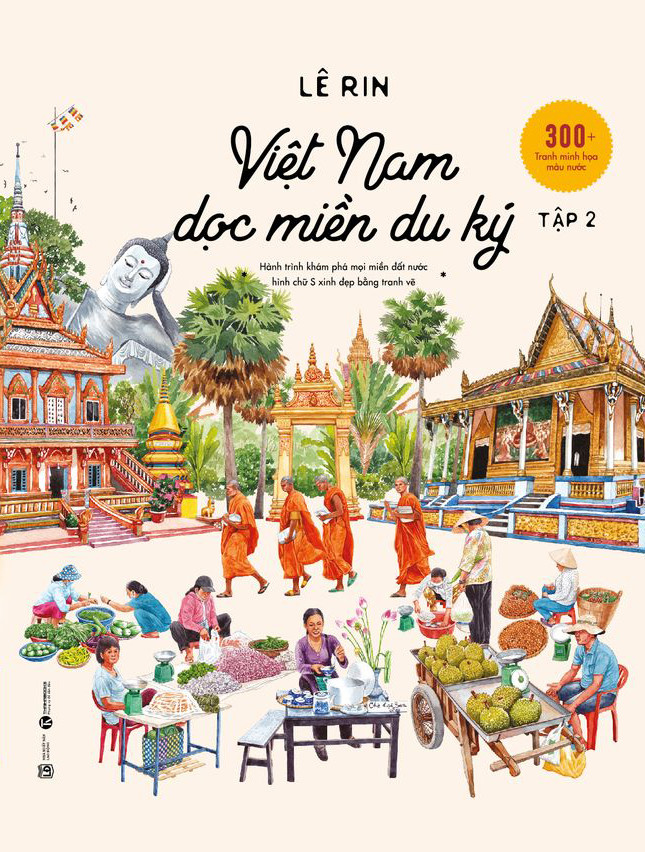 LÊ RIN
300+
Tranh minh họa
màu nước
Việt Nam
dọc miền du ký
TẬP 2
Hành trình khám phá mọi miền đất nước
hình chữ S xinh đẹp bằng tranh vẽ